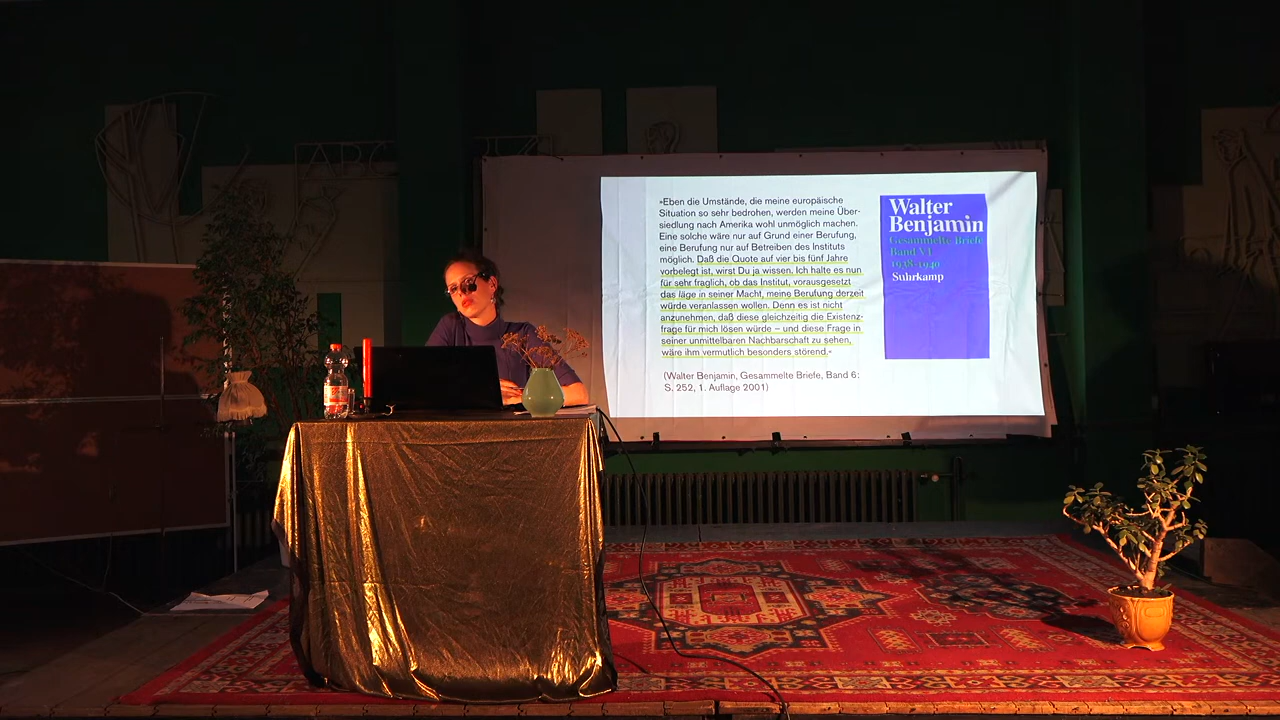 »Eben die Umstände, die meine europäische
Situation so sehr bedrohen, werden meine Über-
siedlung nach Amerika wohl unmöglich machen.
Eine solche wäre nur auf Grund einer Berufung,
eine Berufung nur auf Betreiben des Instituts
möglich. Daß die Quote auf vier bis fünf Jahre
vorbelegt ist, wirst Du ja wissen. Ich halte es nun
für sehr fraglich, ob das Institut, vorausgesetzt
das läge in seiner Macht, meine Berufung derzeit
würde veranlassen wollen. Denn es ist nicht
anzunehmen, daß diese gleichzeitig die Existenz-
frage für mich lösen würde – und diese Frage in
seiner unmittelbaren Nachbarschaft zu sehen,
wäre ihm vermutlich besonders störend.«
(Walter Benjamin, Gesammelte Briefe, Band 6:
S. 252, 1. Auflage 2001)
Walter
Benjamin
Gesammelte Briefe
Band VI
1938-1940
Suhrkamp
ABC